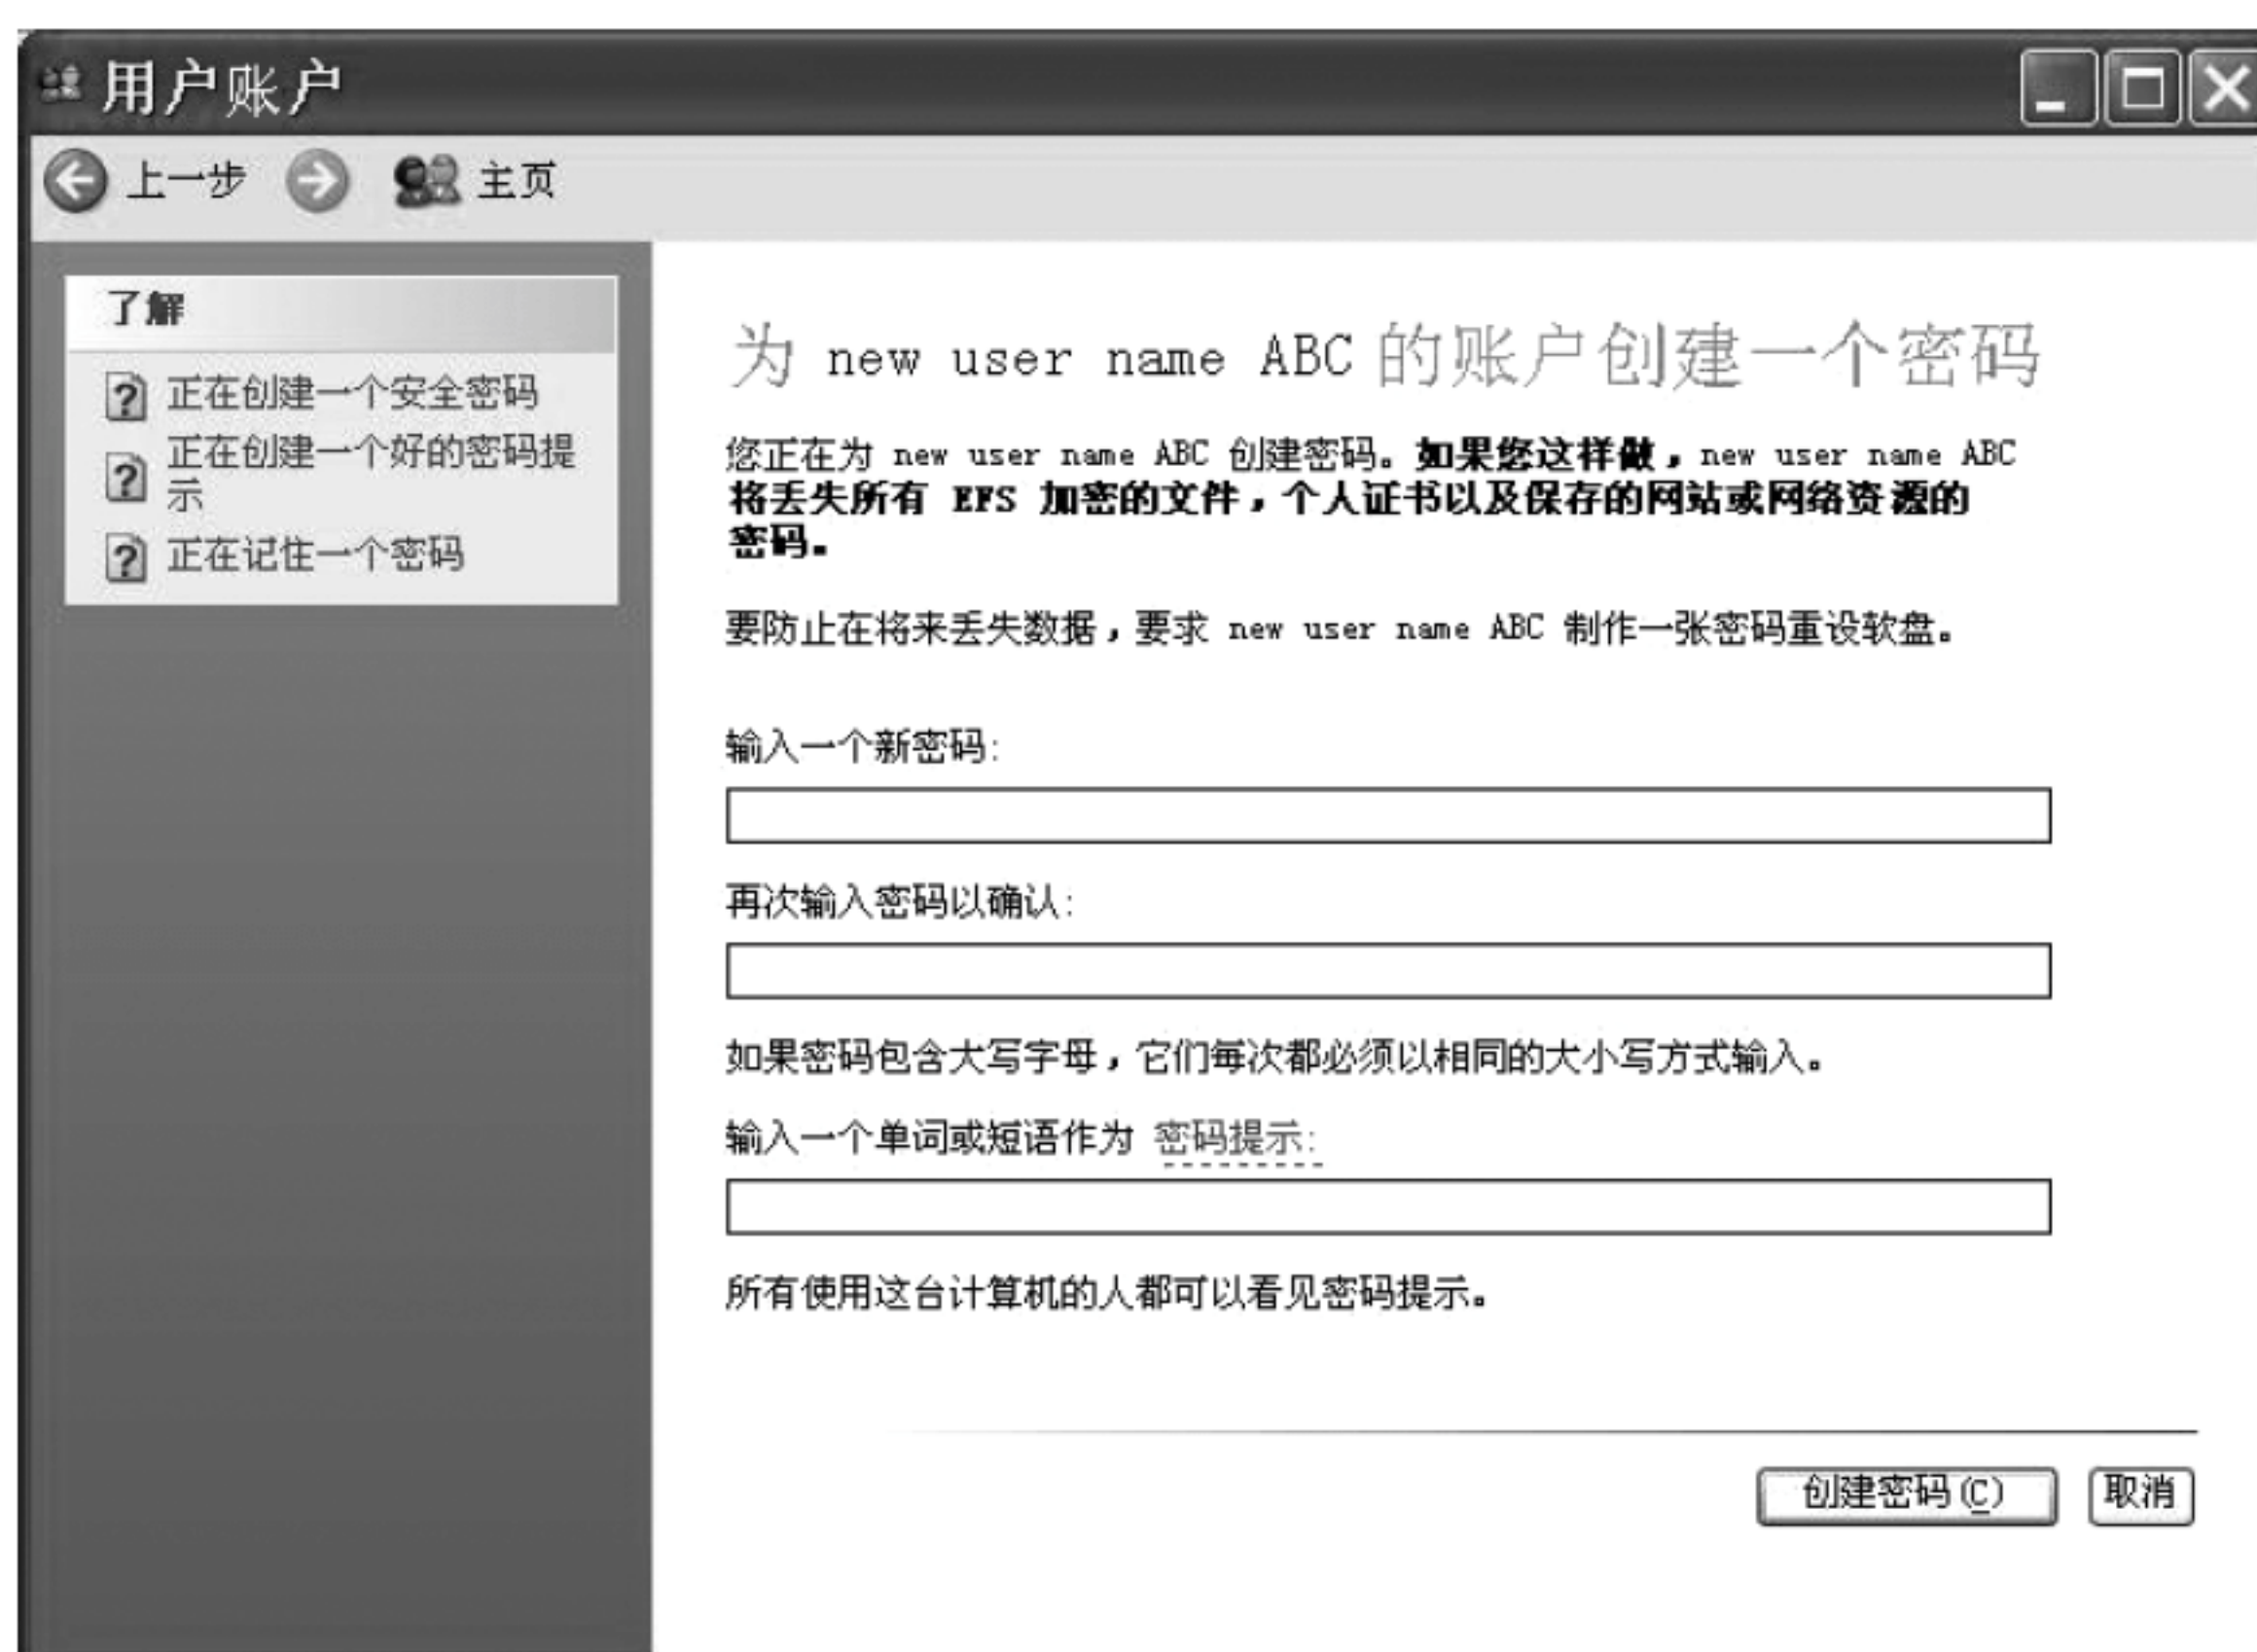 用户账户
上一步 主页
了解
正在创建一个安全密码
正在创建一个好的密码提
示
正在记住一个密码
为 new user name ABC 的账户创建一个密码
您正在为 new user name ABC 创建密码。如果您这样做，new user name ABC
将丢失所有 EFS 加密的文件，个人证书以及保存的网站或网络资源的
密码。
要防止在将来丢失数据，要求 new user name ABC 制作一张密码重设软盘。
输入一个新密码:
再次输入密码以确认:
如果密码包含大写字母，它们每次都必须以相同的大小写方式输入。
输入一个单词或短语作为 密码提示:
所有使用这台计算机的人都可以看见密码提示。
创建密码(C) 取消